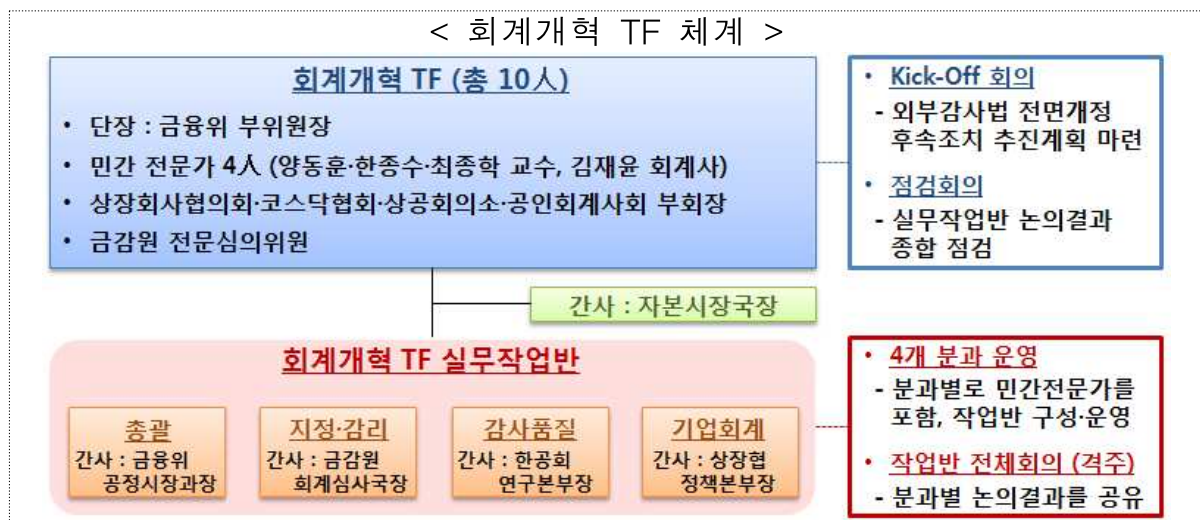 < 회계개혁 TF 체계 >
회계개혁 TF (총 10人)
• 단장 : 금융위 부위원장
• 민간 전문가 4人 (양동훈·한종수·최종학 교수, 김재윤 회계사)
• 상장회사협의회·코스닥협회·상공회의소·공인회계사회 부회장
• 금감원 전문심의위원
• Kick-Off 회의
- 외부감사법 전면개정
후속조치 추진계획 마련
• 점검회의
- 실무작업반 논의결과
종합 점검
간사 : 자본시장국장
회계개혁 TF 실무작업반
총괄
간사 : 금융위
공정시장과장
지정·감리
간사 : 금감원
회계심사국장
감사품질
간사 : 한공회
연구본부장
기업회계
간사 : 상장협
정책본부장
• 4개 분과 운영
- 분과별로 민간전문가를
포함, 작업반 구성·운영
• 작업반 전체회의 (격주)
- 분과별 논의결과를 공유